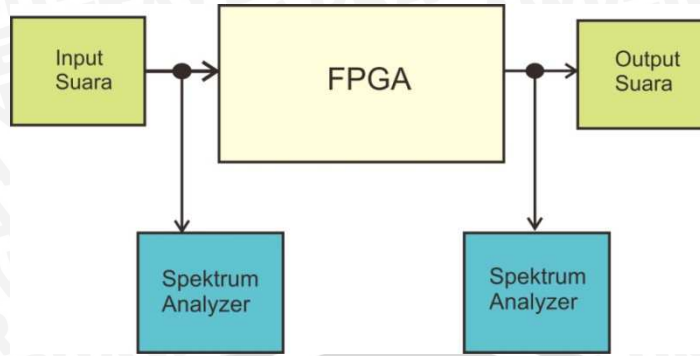 Input
Suara
FPGA
Output
Suara
Spektrum
Analyzer
Spektrum
Analyzer